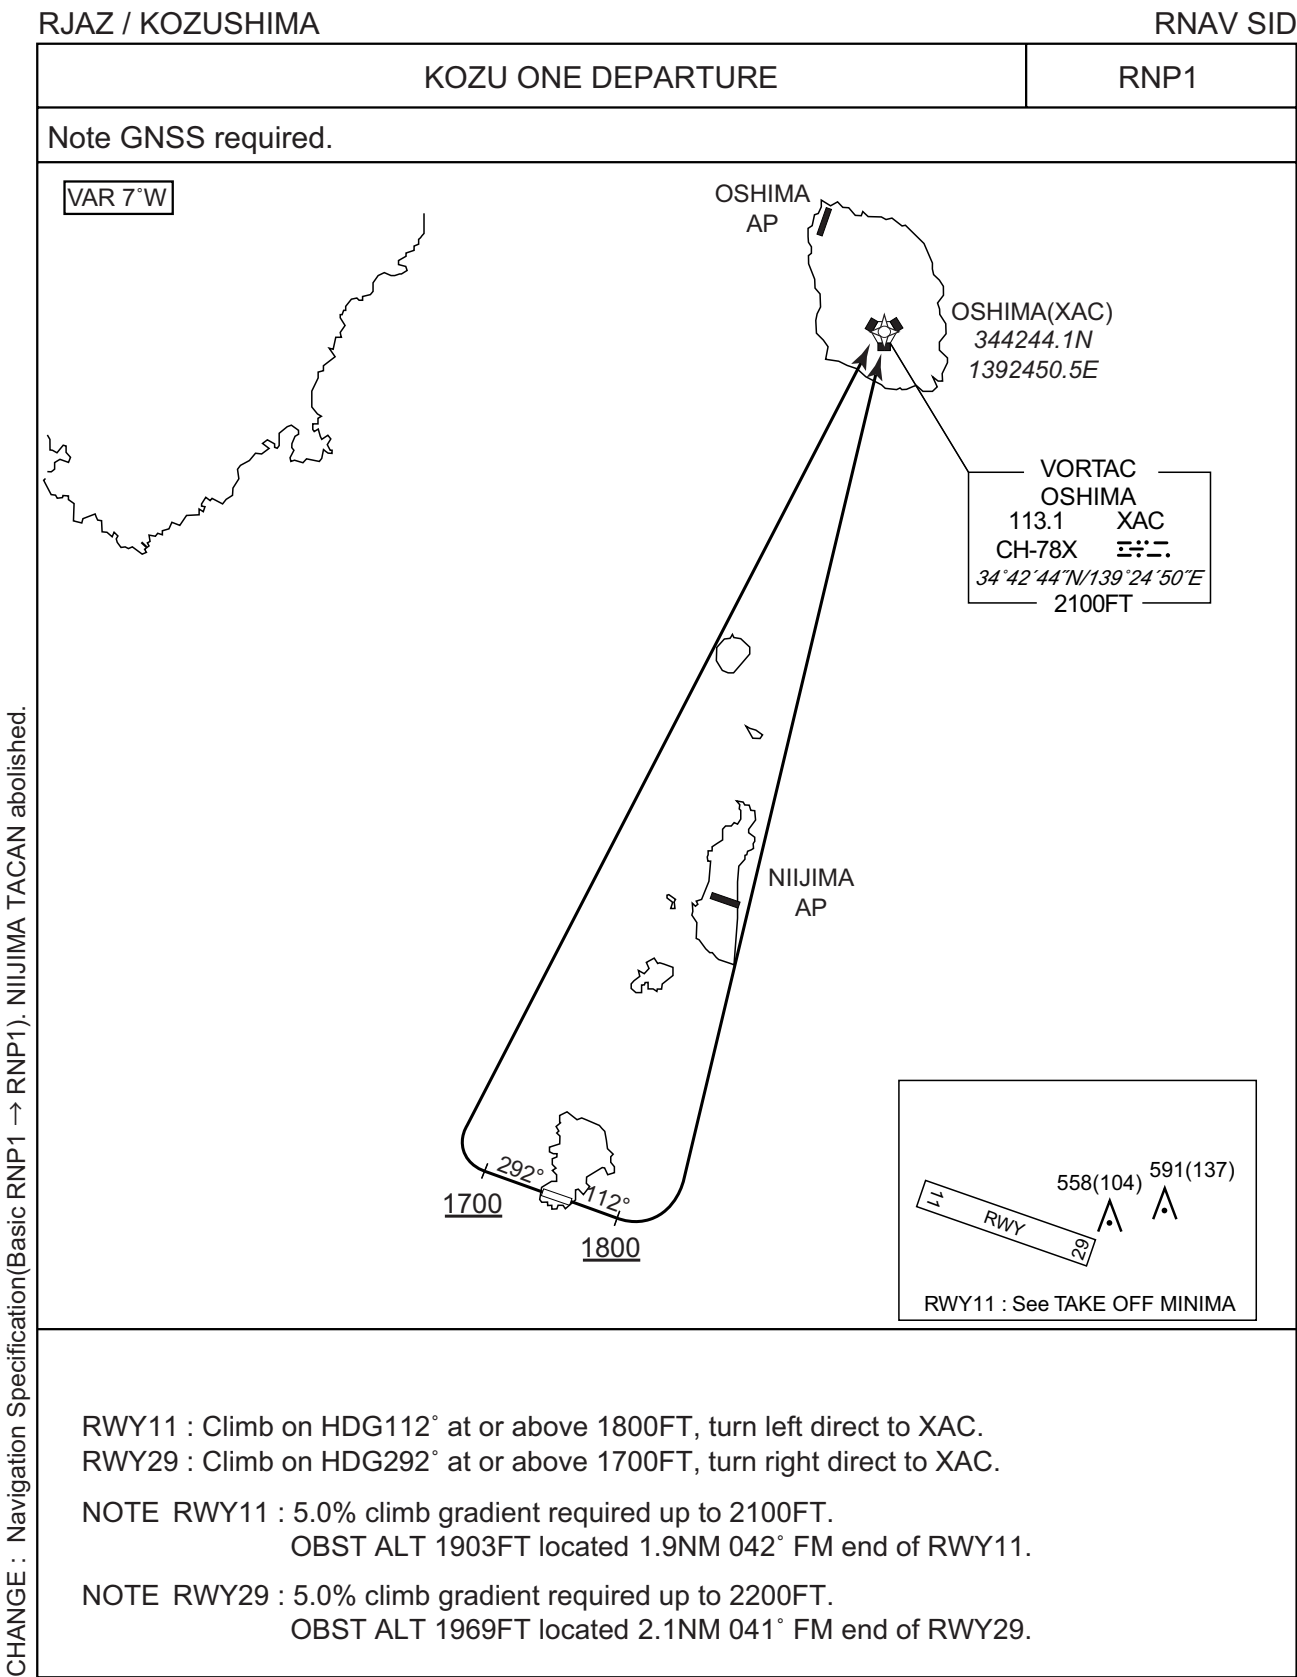 RJAZ / KOZUSHIMA
RNAV SID
KOZU ONE DEPARTURE
RNP1
Note GNSS required.
VAR 7˚W
OSHIMA
AP
OSHIMA(XAC)
344244.1N
1392450.5E
VORTAC
OSHIMA
113.1 XAC
CH-78X
34˚42´44˝N/139˚24´50˝E
2100FT
NIIJIMA
AP
292°
112°
1700
1800
558(104)
591(137)
11
RWY
29
RWY11 : See TAKE OFF MINIMA
RWY11 : Climb on HDG112˚ at or above 1800FT, turn left direct to XAC.
RWY29 : Climb on HDG292˚ at or above 1700FT, turn right direct to XAC.
NOTE RWY11 : 5.0% climb gradient required up to 2100FT.
OBST ALT 1903FT located 1.9NM 042˚ FM end of RWY11.
NOTE RWY29 : 5.0% climb gradient required up to 2200FT.
OBST ALT 1969FT located 2.1NM 041˚ FM end of RWY29.
CHANGE : Navigation Specification(Basic RNP1 → RNP1). NIIJIMA TACAN abolished.